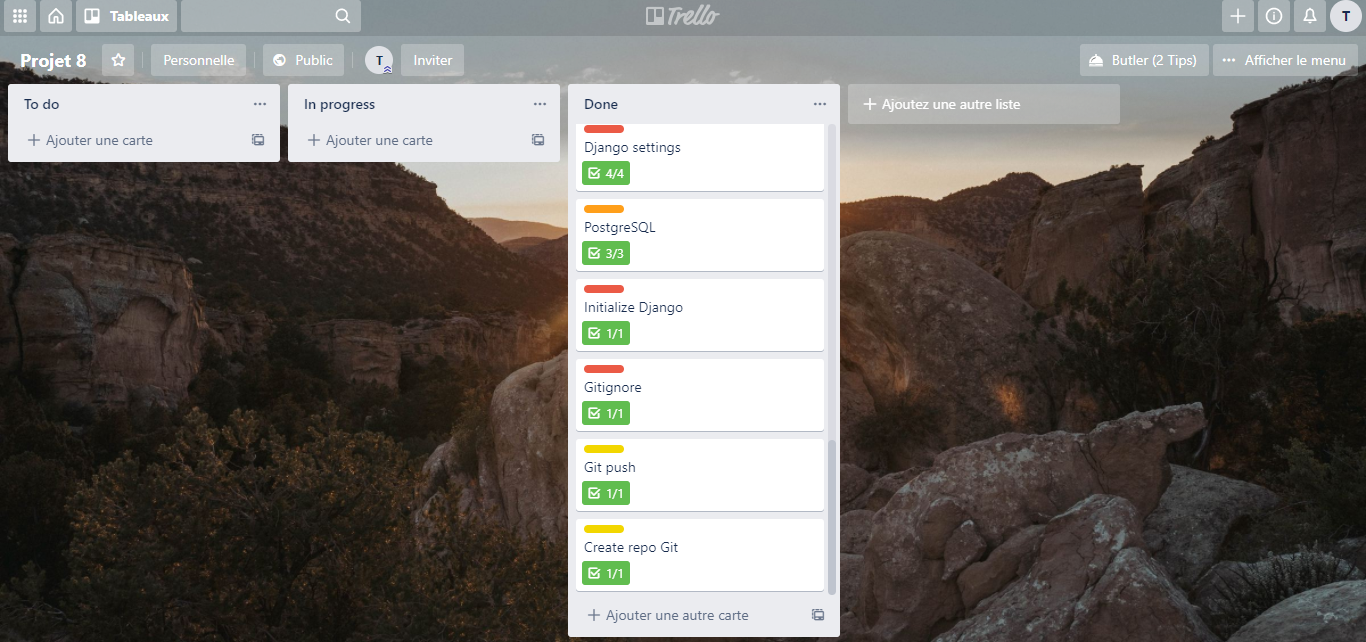 Tableaux
Trello
T
Projet 8
Personnelle
Public
T
Inviter
Butler (2 Tips)
Afficher le menu
To do
Ajouter une carte
In progress
Ajouter une carte
Done
Django settings
4/4
PostgreSQL
3/3
Initialize Django
1/1
Gitignore
1/1
Git push
1/1
Create repo Git
1/1
Ajouter une autre carte
Ajoutez une autre liste